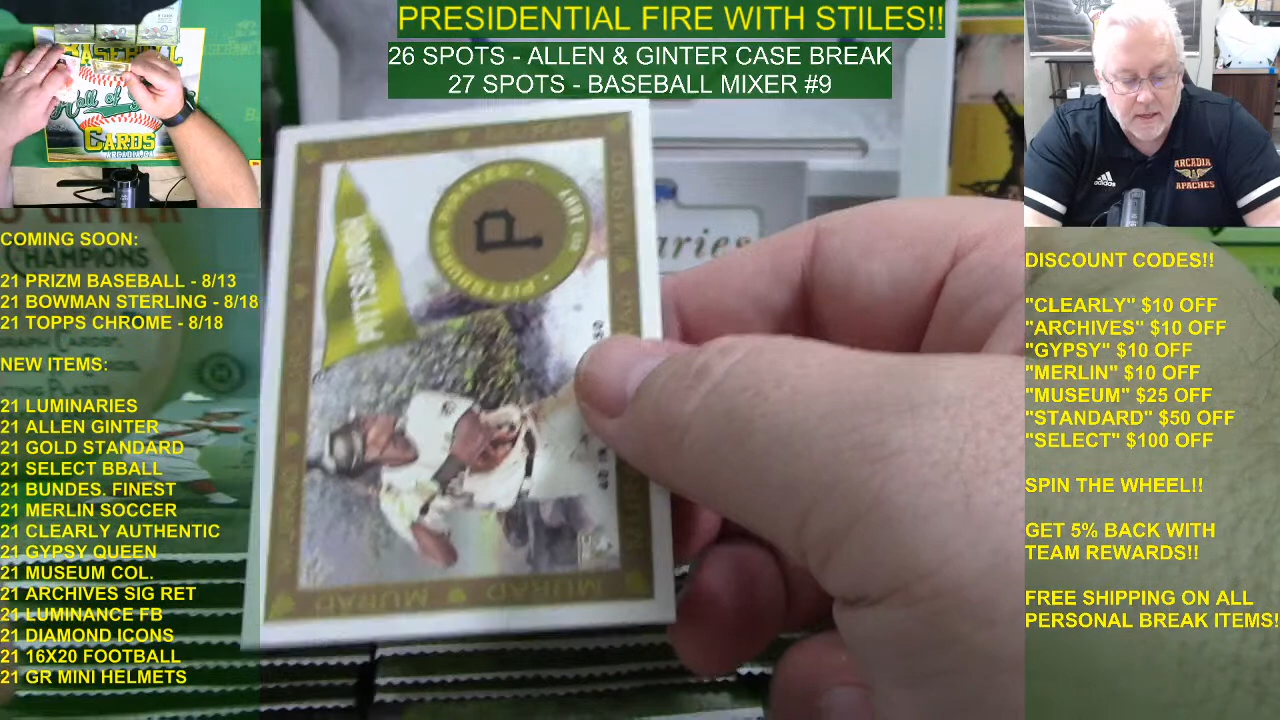 PRESIDENTIAL FIRE WITH STILES!!
26 SPOTS - ALLEN & GINTER CASE BREAK
27 SPOTS - BASEBALL MIXER #9
Hall of
CARDS
ARCADIA
APACHES
adidas
CHAMPIONS
COMING SOON:
21 PRIZM BASEBALL - 8/13
21 BOWMAN STERLING - 8/18
21 TOPPS CHROME - 8/18
NEW ITEMS:
21 LUMINARIES
21 ALLEN GINTER
21 GOLD STANDARD
21 SELECT BBALL
21 BUNDES. FINEST
21 MERLIN SOCCER
21 CLEARLY AUTHENTIC
21 GYPSY QUEEN
21 MUSEUM COL.
21 ARCHIVES SIG RET
21 LUMINANCE FB
21 DIAMOND ICONS
21 16X20 FOOTBALL
21 GR MINI HELMETS
PITTSBURGH
P
MURAD MURAD
DISCOUNT CODES!!
"CLEARLY" $10 OFF
"ARCHIVES" $10 OFF
"GYPSY" $10 OFF
"MERLIN" $10 OFF
"MUSEUM" $25 OFF
"STANDARD" $50 OFF
"SELECT" $100 OFF
SPIN THE WHEEL!!
GET 5% BACK WITH
TEAM REWARDS!!
FREE SHIPPING ON ALL
PERSONAL BREAK ITEMS!